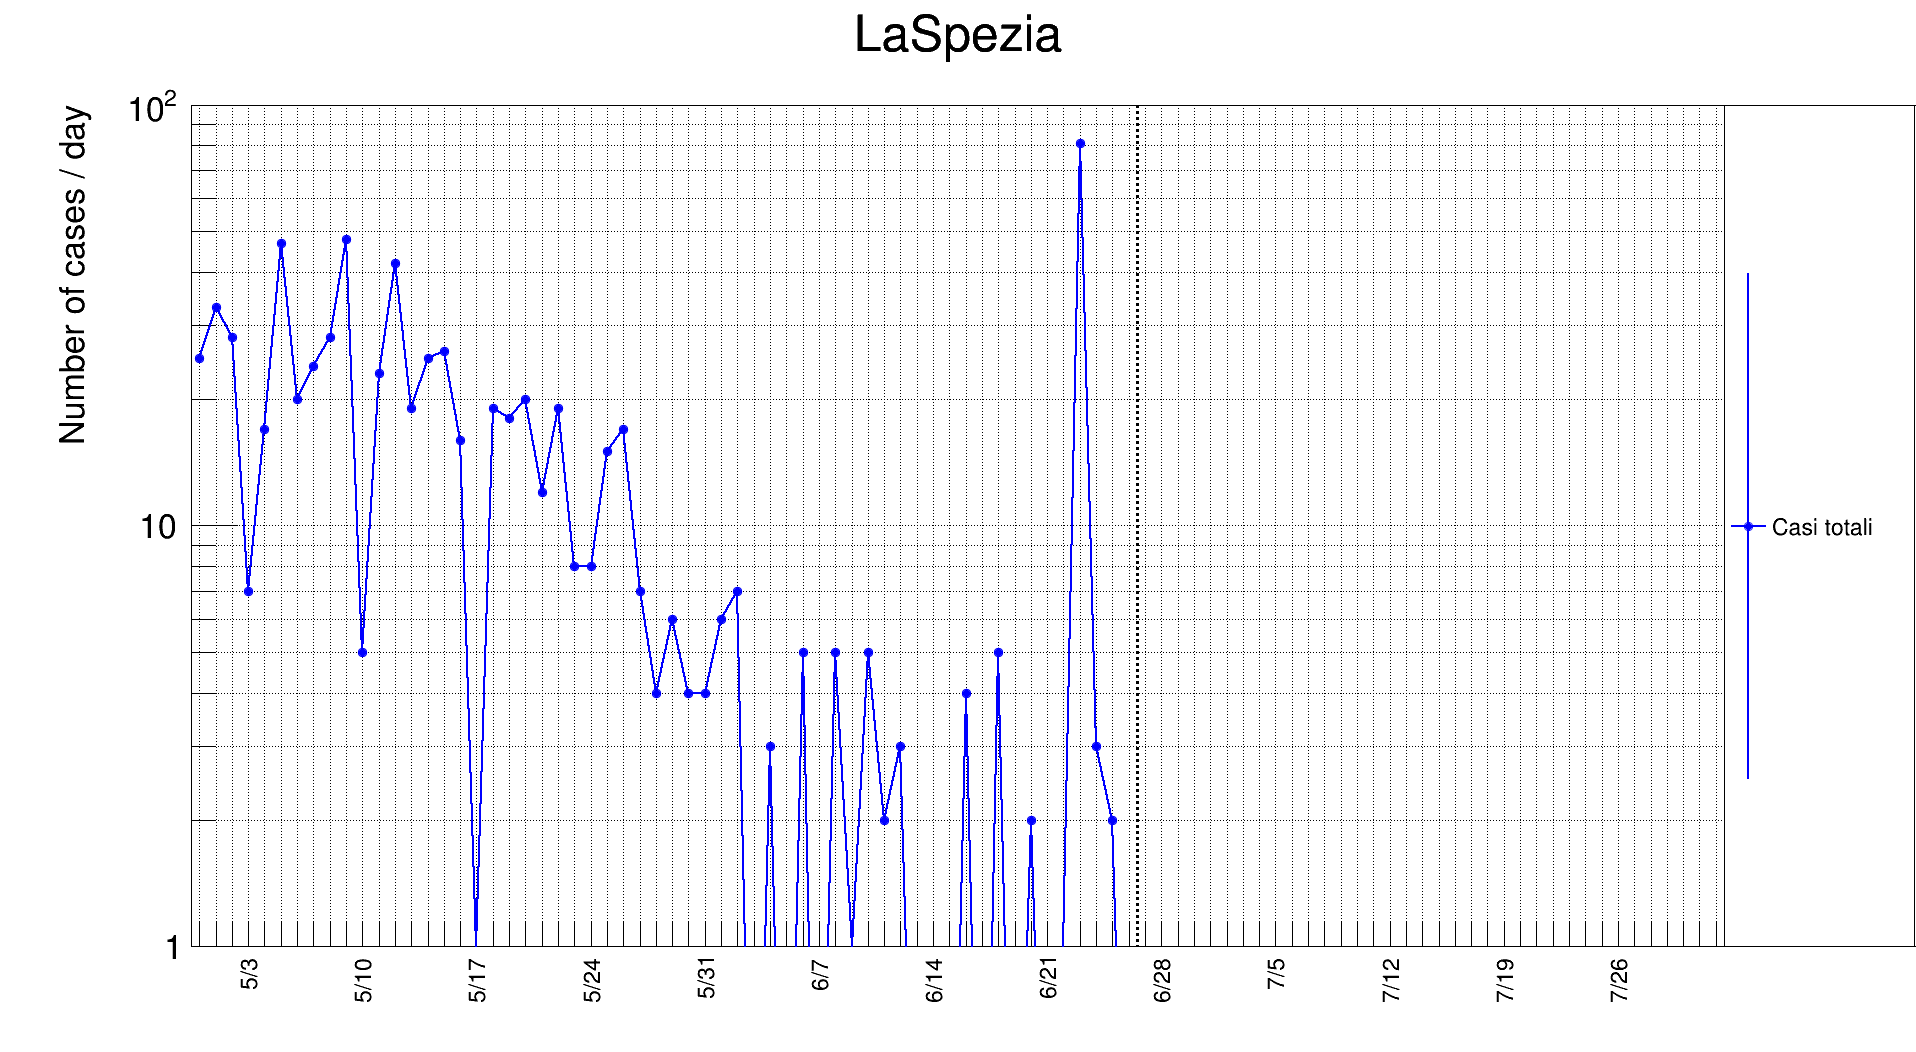 LaSpezia
Number of cases / day
10²
10
1
5/3 5/10 5/17 5/24 5/31 6/7 6/14 6/21 6/28 7/5 7/12 7/19 7/26
Casi totali